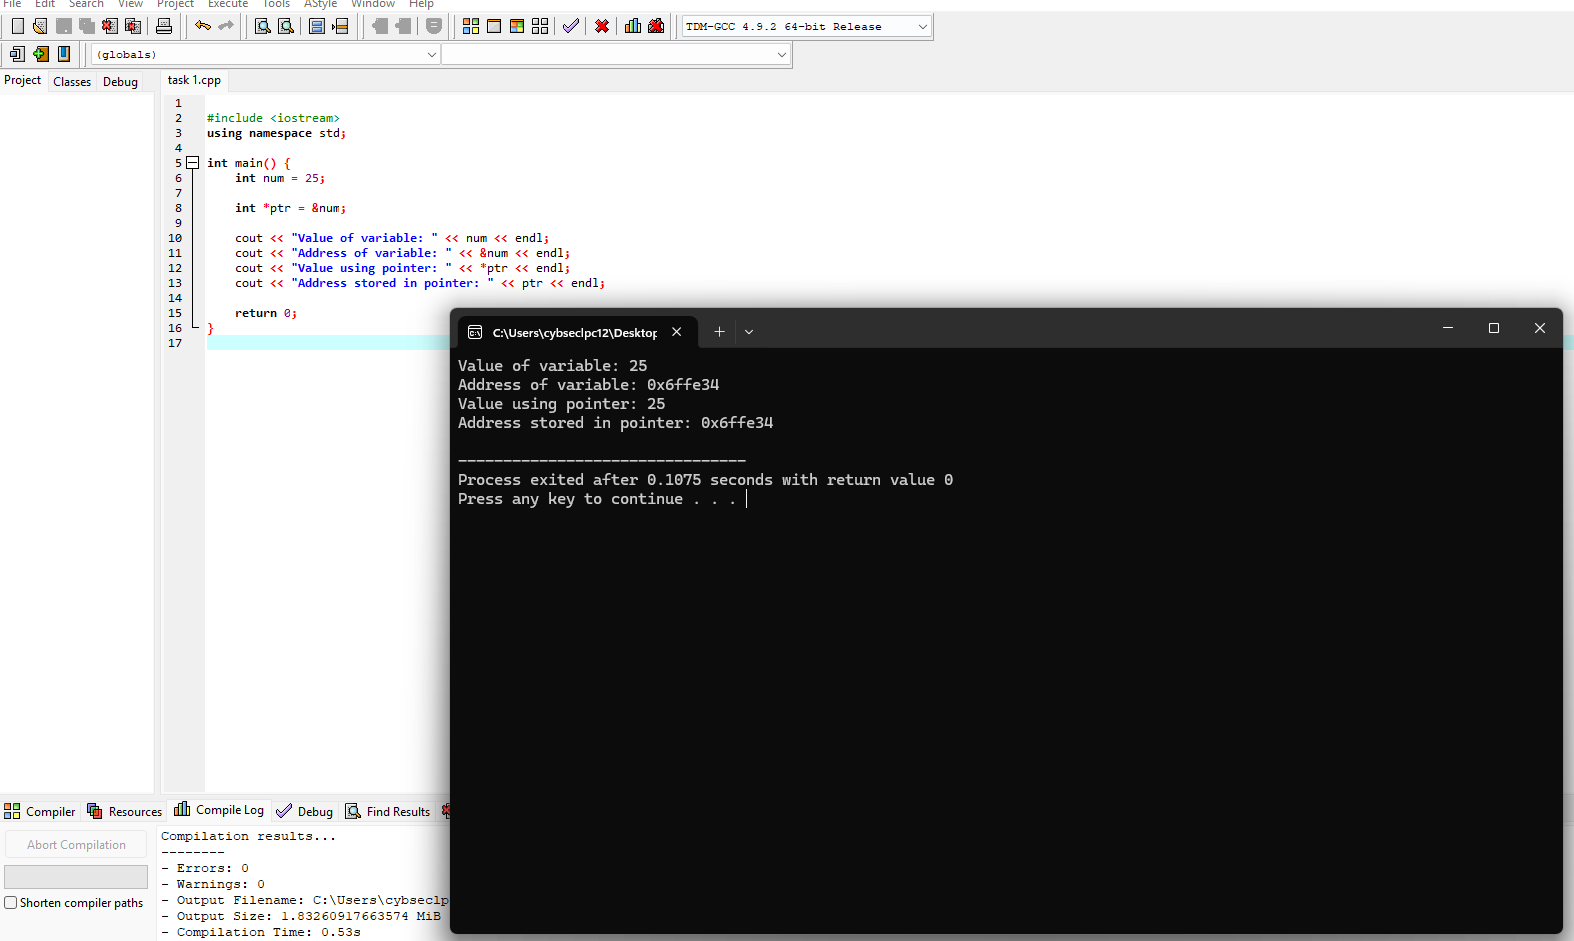 File Edit Search View Project Execute Tools AStyle Window Help
TDM-GCC 4.9.2 64-bit Release
(globals)
Project Classes Debug
task 1.cpp
1
2 #include <iostream>
3 using namespace std;
4
5 int main() {
6 int num = 25;
7
8 int *ptr = &num;
9
10 cout << "Value of variable: " << num << endl;
11 cout << "Address of variable: " << &num << endl;
12 cout << "Value using pointer: " << *ptr << endl;
13 cout << "Address stored in pointer: " << ptr << endl;
14
15 return 0;
16 }
17
C:\Users\cybseclpc12\Desktop
Value of variable: 25
Address of variable: 0x6ffe34
Value using pointer: 25
Address stored in pointer: 0x6ffe34
--------------------------------
Process exited after 0.1075 seconds with return value 0
Press any key to continue . . .
Compiler Resources Compile Log Debug Find Results
Abort Compilation
Shorten compiler paths
Compilation results...
--------
- Errors: 0
- Warnings: 0
- Output Filename: C:\Users\cybseclp
- Output Size: 1.83260917663574 MiB
- Compilation Time: 0.53s